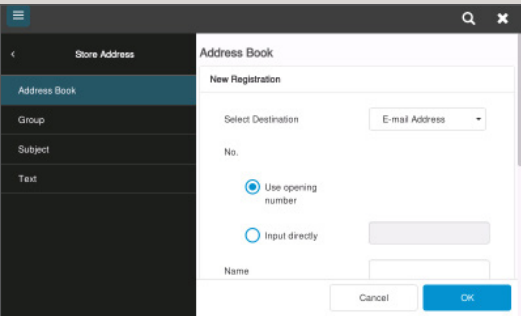 Store Address
Address Book
Group
Subject
Text
Address Book
New Registration
Select Destination
E-mail Address
No.
Use opening
number
Input directly
Name
Cancel
OK